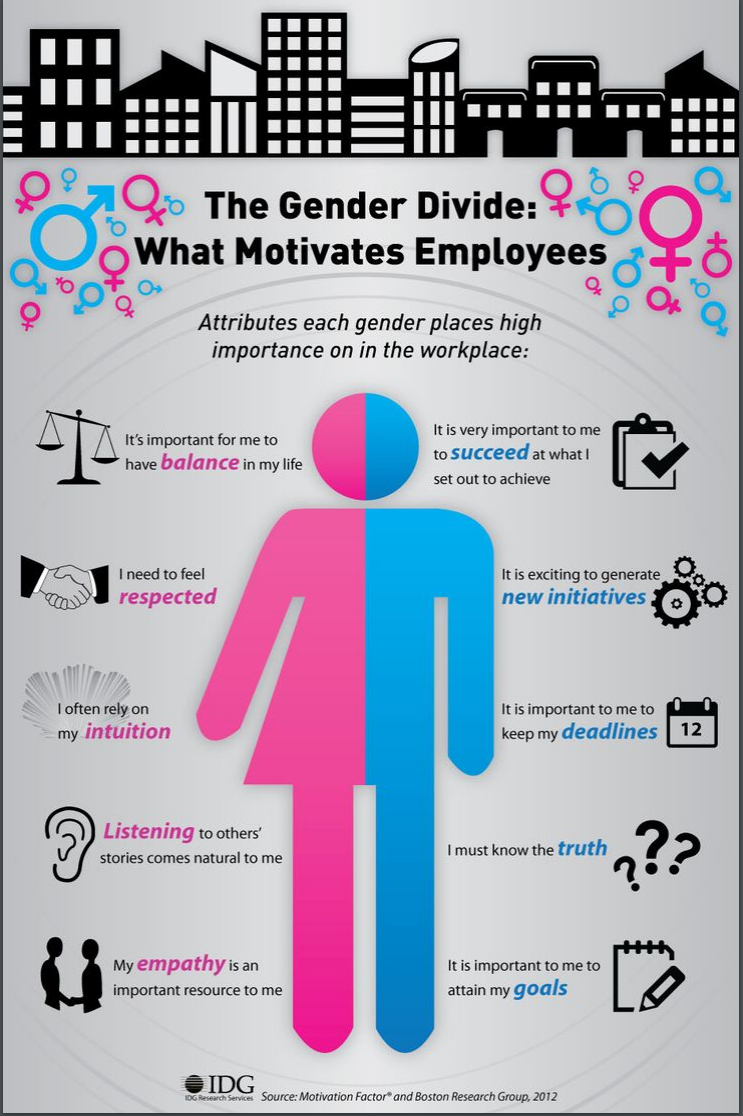 The Gender Divide:
What Motivates Employees
Attributes each gender places high
importance on in the workplace:
It's important for me to
have balance in my life
I need to feel
respected
I often rely on
my intuition
Listening to others'
stories comes natural to me
My empathy is an
important resource to me
It is very important to me
to succeed at what I
set out to achieve
It is exciting to generate
new initiatives
It is important to me to
keep my deadlines
12
I must know the truth
???
It is important to me to
attain my goals
IDG
IDG Research Services
Source: Motivation Factor® and Boston Research Group, 2012